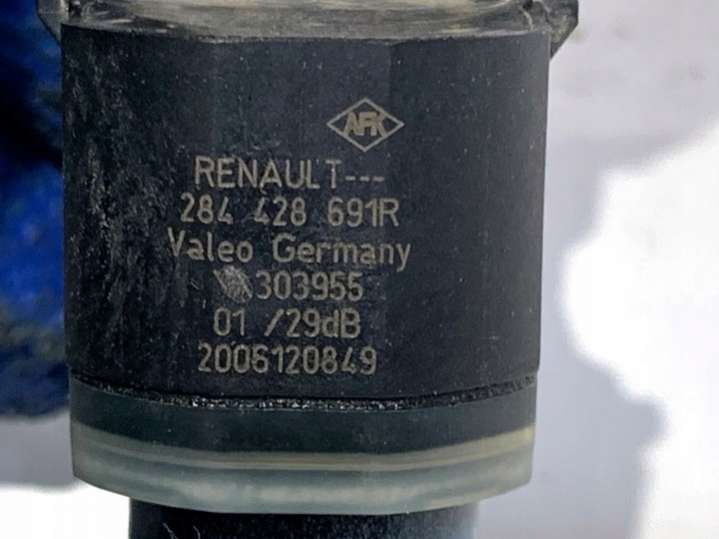 AFK
RENAULT---
284 428 691R
Valeo Germany
303955
01 /29dB
2006120849